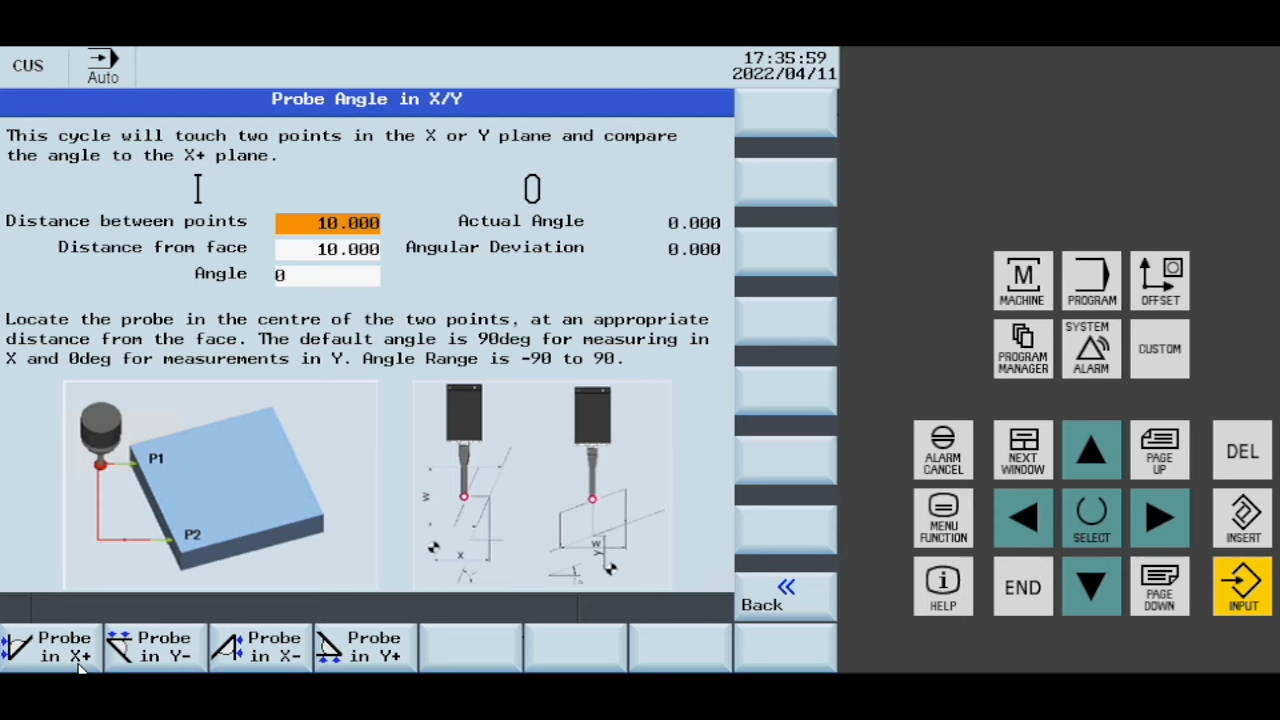 CUS
Auto
17:35:59
2022/04/11
Probe Angle in X/Y
This cycle will touch two points in the X or Y plane and compare
the angle to the X+ plane.
I
O
Distance between points 10.000 Actual Angle 0.000
Distance from face 10.000 Angular Deviation 0.000
Angle 0
Locate the probe in the centre of the two points, at an appropriate
distance from the face. The default angle is 90deg for measuring in
X and 0deg for measurements in Y. Angle Range is -90 to 90.
P1
P2
W
X
W
Y
Back
Probe
in X+
Probe
in Y-
Probe
in X-
Probe
in Y+
M
MACHINE
PROGRAM
OFFSET
PROGRAM
MANAGER
SYSTEM
ALARM
CUSTOM
ALARM
CANCEL
NEXT
WINDOW
PAGE
UP
DEL
MENU
FUNCTION
SELECT
INSERT
HELP
END
PAGE
DOWN
INPUT